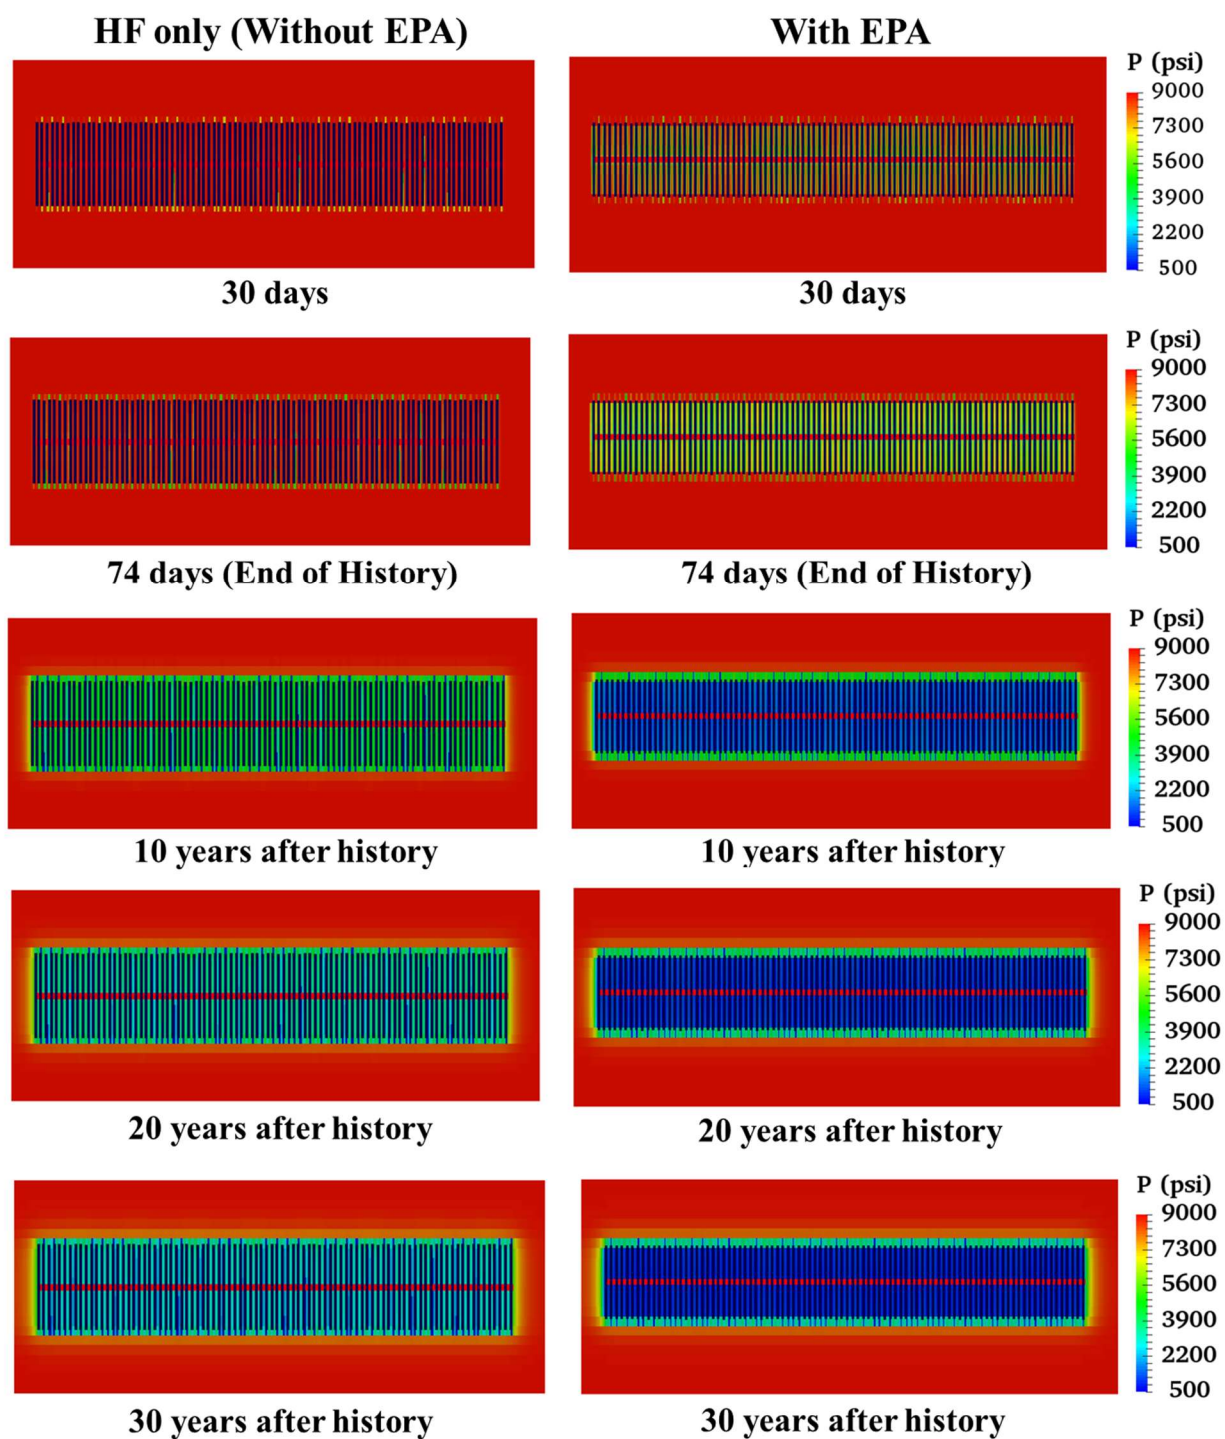 HF only (Without EPA)
With EPA
P (psi)
9000
7300
5600
3900
2200
500
30 days
30 days
P (psi)
9000
7300
5600
3900
2200
500
74 days (End of History)
74 days (End of History)
P (psi)
9000
7300
5600
3900
2200
500
10 years after history
10 years after history
P (psi)
9000
7300
5600
3900
2200
500
20 years after history
20 years after history
P (psi)
9000
7300
5600
3900
2200
500
30 years after history
30 years after history